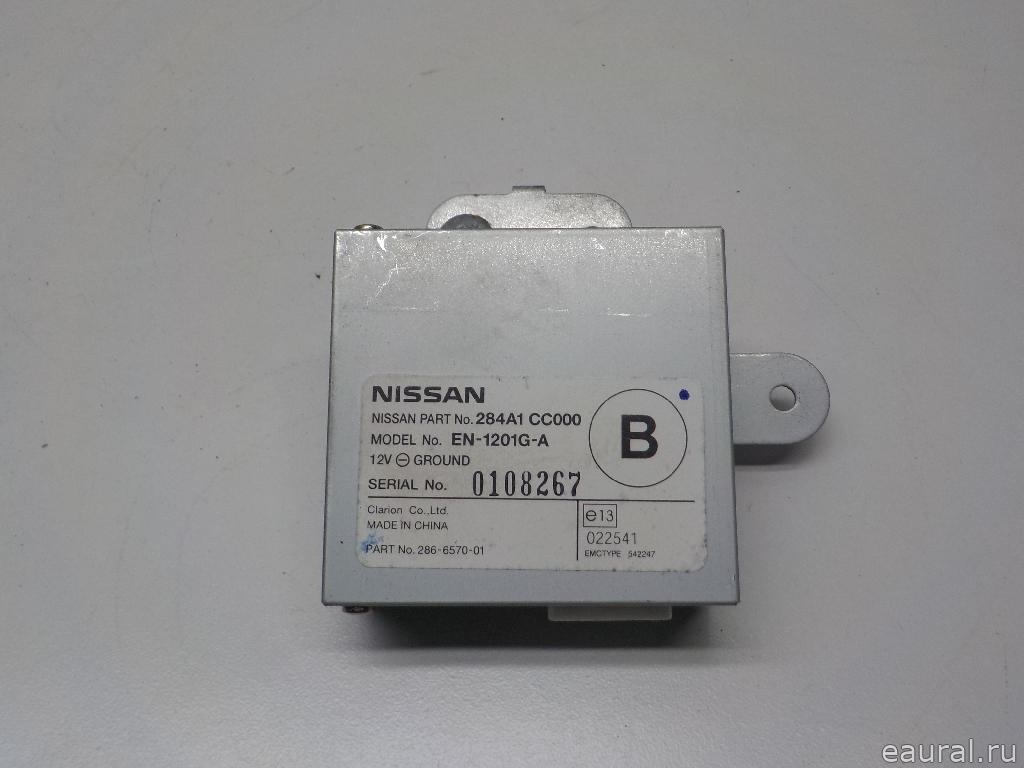 NISSAN
NISSAN PART No. 284A1 CC000
MODEL No. EN-1201G-A
12V ⊖ GROUND
SERIAL No. 0108267
B
Clarion Co.,Ltd.
MADE IN CHINA
PART No. 286-6570-01
e13
022541
EMCTYPE 542247
eaural.ru